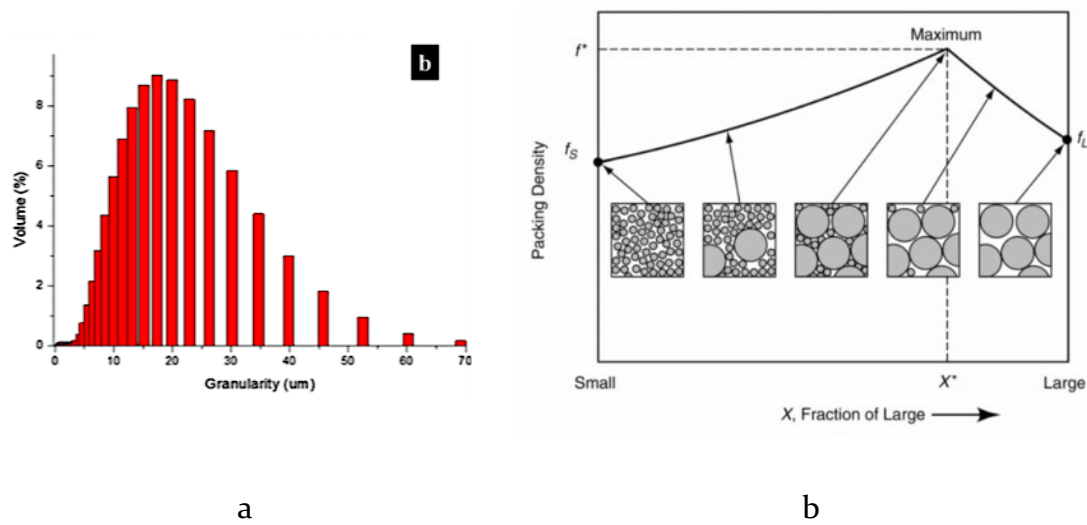 b
Volume (%)
8
6
4
2
0
0 10 20 30 40 50 60 70
Granularity (um)
a
Packing Density
f*
Maximum
fS
fL
Small
X*
Large
X, Fraction of Large
b